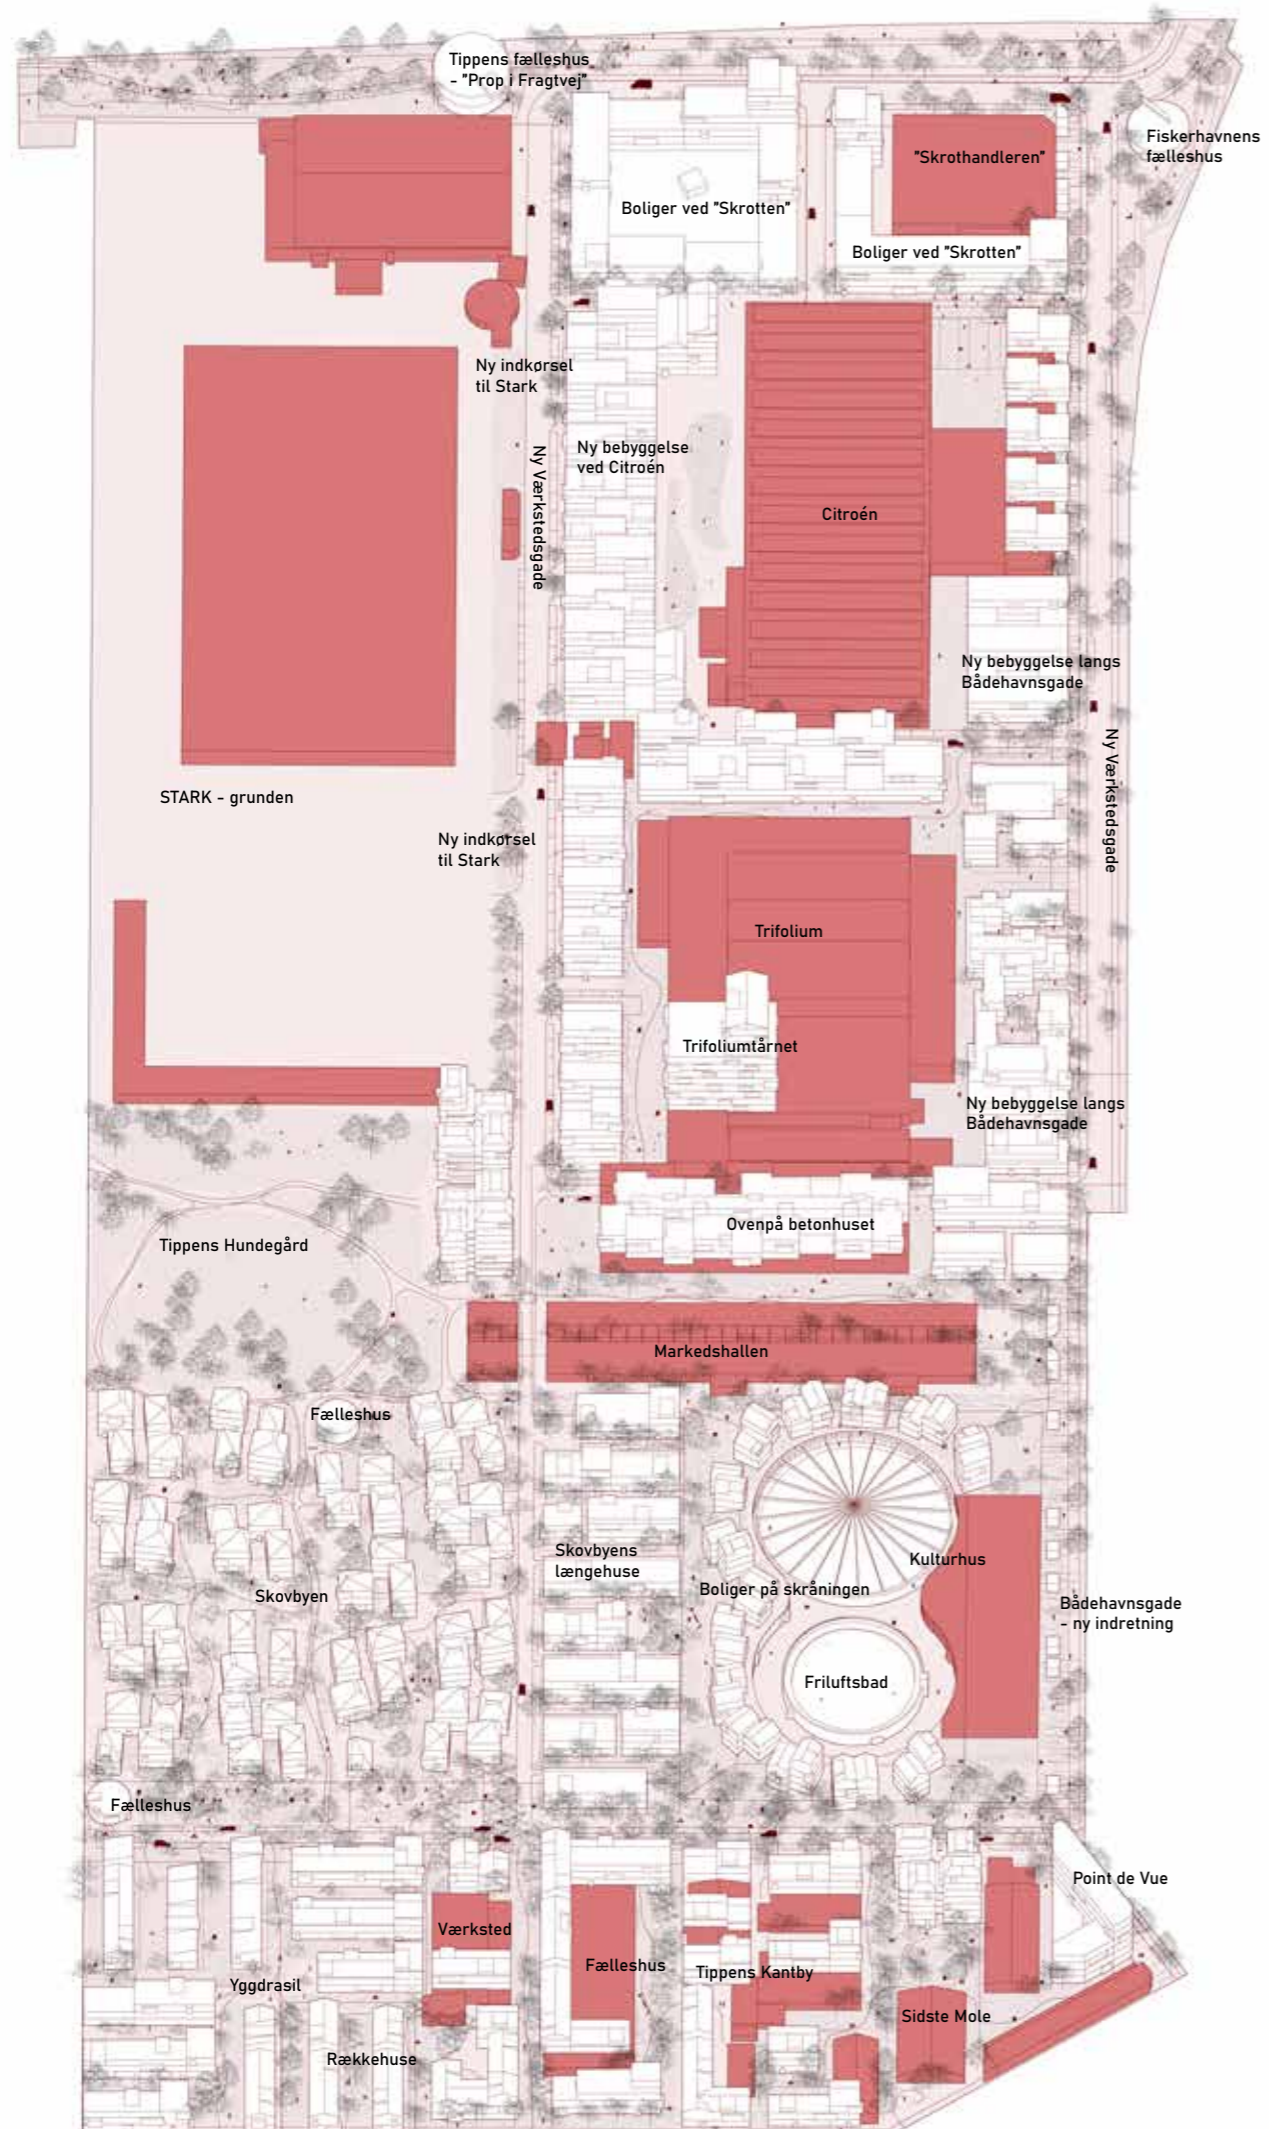 Tippens fælleshus
- "Prop i Fragtvej"
"Skrothandleren"
Fiskerhavnens
fælleshus
Boliger ved "Skrotten"
Boliger ved "Skrotten"
Ny indkørsel
til Stark
Ny Værkstedsgade
Ny bebyggelse
ved Citroén
Citroén
Ny bebyggelse langs
Bådehavnsgade
Ny Værkstedsgade
STARK - grunden
Ny indkørsel
til Stark
Trifolium
Trifoliumtårnet
Ny bebyggelse langs
Bådehavnsgade
Ovenpå betonhuset
Tippens Hundegård
Markedshallen
Fælleshus
Skovbyens
længehuse
Kulturhus
Boliger på skråningen
Skovbyen
Bådehavnsgade
- ny indretning
Friluftsbad
Fælleshus
Point de Vue
Værksted
Fælleshus
Tippens Kantby
Yggdrasil
Sidste Mole
Rækkehuse